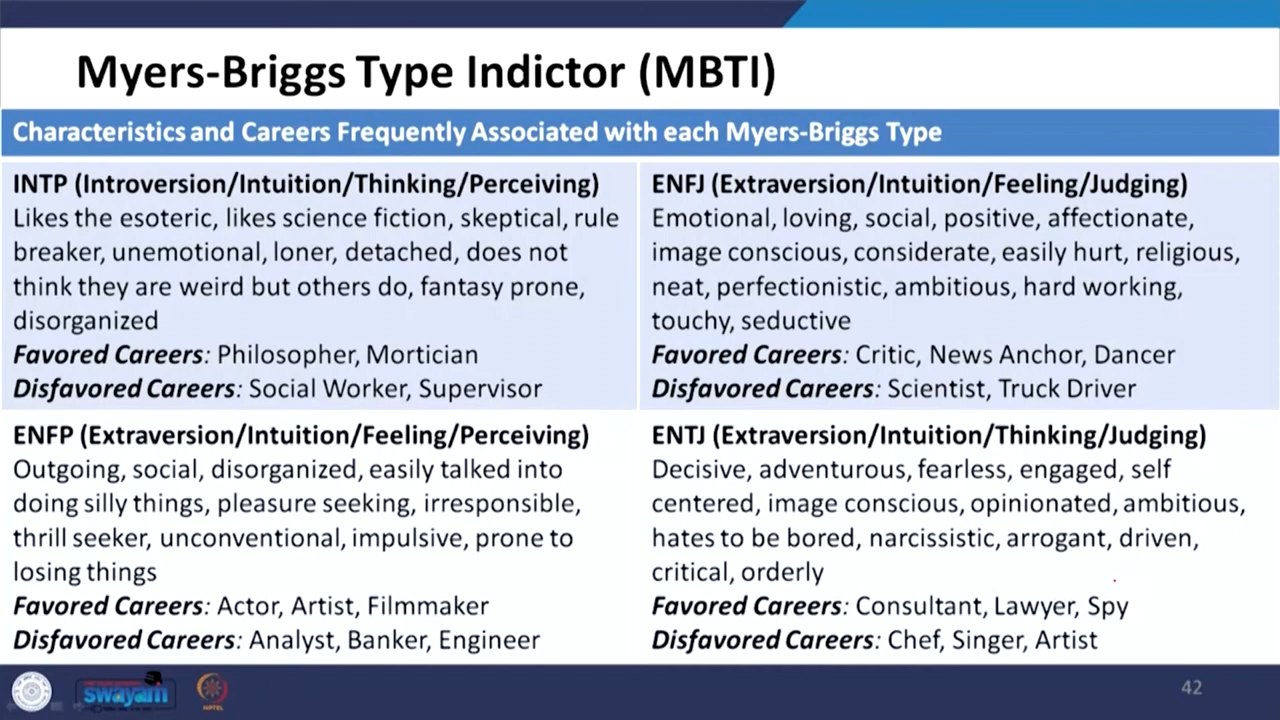 Myers-Briggs Type Indictor (MBTI)
Characteristics and Careers Frequently Associated with each Myers-Briggs Type
INTP (Introversion/Intuition/Thinking/Perceiving)
Likes the esoteric, likes science fiction, skeptical, rule
breaker, unemotional, loner, detached, does not
think they are weird but others do, fantasy prone,
disorganized
Favored Careers: Philosopher, Mortician
Disfavored Careers: Social Worker, Supervisor
ENFJ (Extraversion/Intuition/Feeling/Judging)
Emotional, loving, social, positive, affectionate,
image conscious, considerate, easily hurt, religious,
neat, perfectionistic, ambitious, hard working,
touchy, seductive
Favored Careers: Critic, News Anchor, Dancer
Disfavored Careers: Scientist, Truck Driver
ENFP (Extraversion/Intuition/Feeling/Perceiving)
Outgoing, social, disorganized, easily talked into
doing silly things, pleasure seeking, irresponsible,
thrill seeker, unconventional, impulsive, prone to
losing things
Favored Careers: Actor, Artist, Filmmaker
Disfavored Careers: Analyst, Banker, Engineer
ENTJ (Extraversion/Intuition/Thinking/Judging)
Decisive, adventurous, fearless, engaged, self
centered, image conscious, opinionated, ambitious,
hates to be bored, narcissistic, arrogant, driven,
critical, orderly
Favored Careers: Consultant, Lawyer, Spy
Disfavored Careers: Chef, Singer, Artist
swayam
NPTEL
42